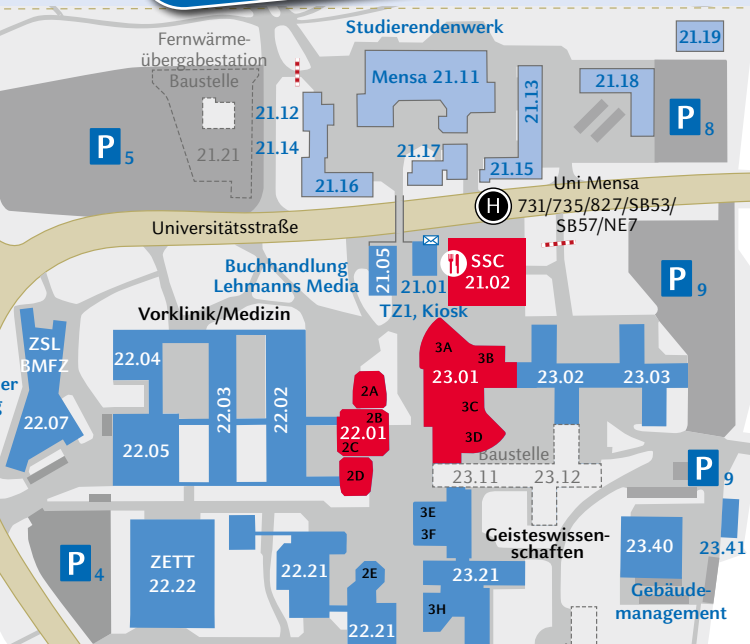 Studierendenwerk
21.19
Fernwärme-
übergabestation
Baustelle
Mensa 21.11
21.13
21.18
21.12
P 5
21.21
21.14
P 8
21.17
21.15
21.16
Uni Mensa
H
731/735/827/SB53/
SB57/NE7
Universitätsstraße
21.05
Buchhandlung
Lehmanns Media
21.01
SSC
21.02
P 9
TZ1, Kiosk
Vorklinik/Medizin
ZSL
BMFZ
22.07
er
22.04
22.03
22.02
22.05
2A
2B
22.01
2C
2D
3A
3B
23.01
3C
3D
23.02
23.03
Baustelle
23.11
23.12
P 9
3E
3F
Geisteswissen-
schaften
23.40
23.41
Gebäude-
management
P 4
ZETT
22.22
22.21
2E
22.21
23.21
3H